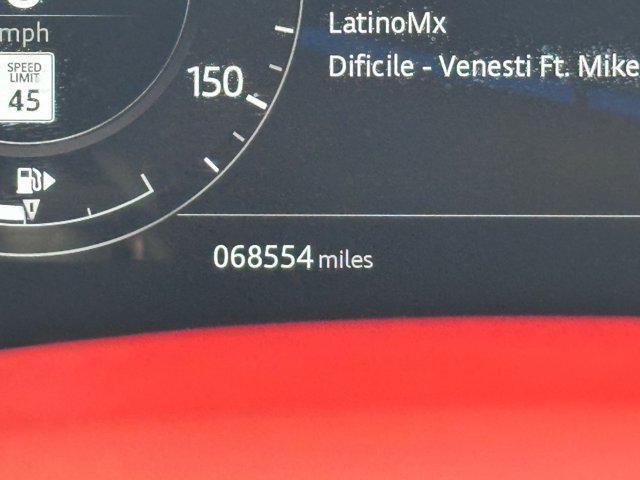 LatinoMx
Dificile - Venesti Ft. Mike
mph
SPEED
LIMIT
45
150
068554 miles